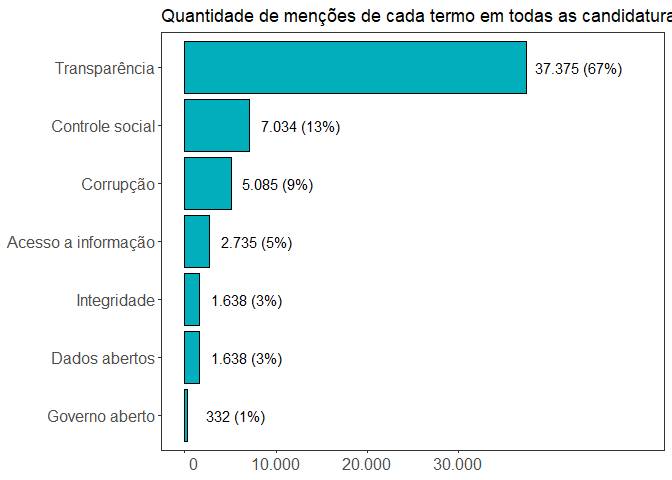 Quantidade de menções de cada termo em todas as candidatura
Transparência 37.375 (67%)
Controle social 7.034 (13%)
Corrupção 5.085 (9%)
Acesso a informação 2.735 (5%)
Integridade 1.638 (3%)
Dados abertos 1.638 (3%)
Governo aberto 332 (1%)
0 10.000 20.000 30.000